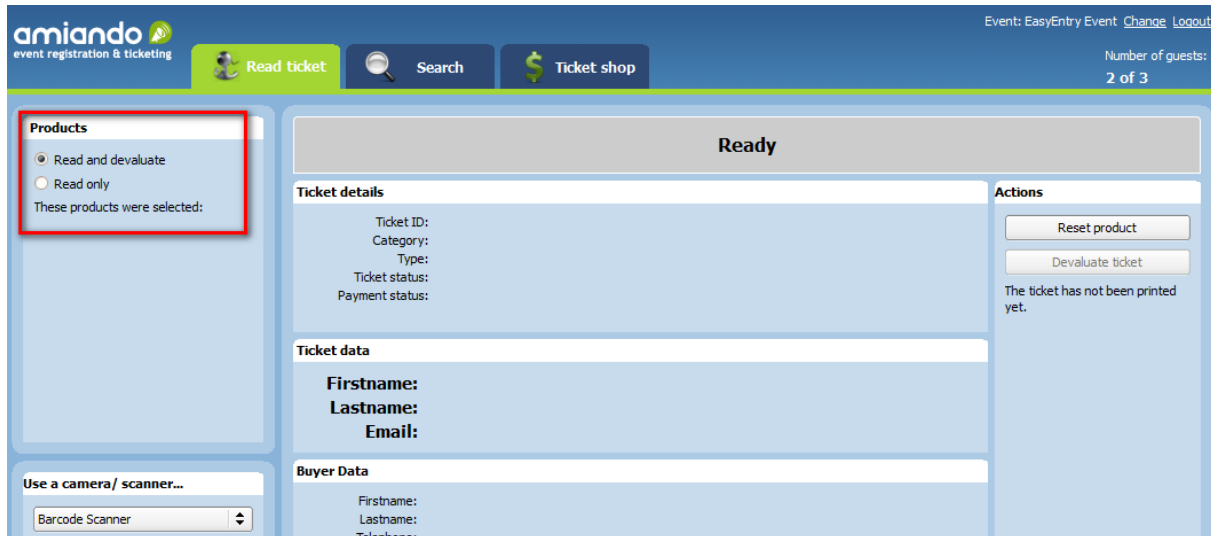 amiando
event registration & ticketing
Event: EasyEntry Event Change Logout
Number of guests:
2 of 3
Read ticket
Search
Ticket shop
Products
Read and devaluate
Read only
These products were selected:
Use a camera/ scanner...
Barcode Scanner
Ready
Ticket details
Ticket ID:
Category:
Type:
Ticket status:
Payment status:
Ticket data
Firstname:
Lastname:
Email:
Buyer Data
Firstname:
Lastname:
Telephone:
Actions
Reset product
Devaluate ticket
The ticket has not been printed
yet.